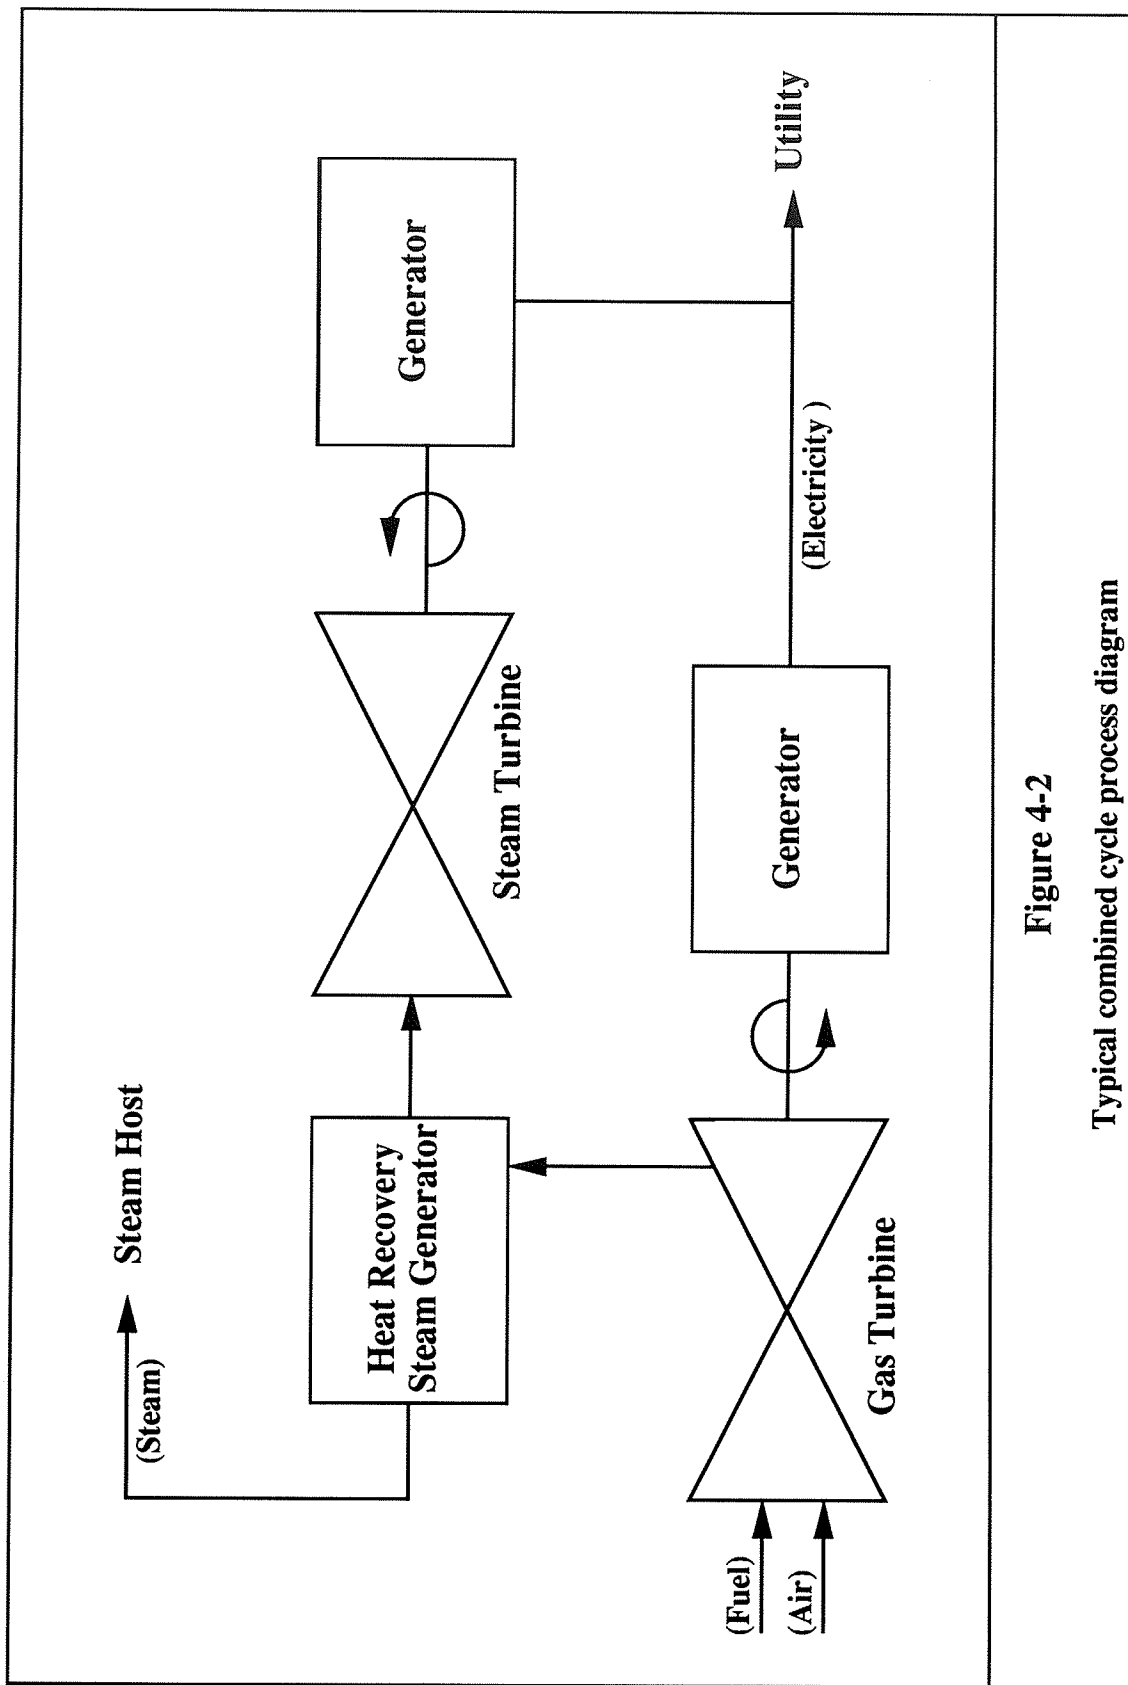 (Steam)
Steam Host
Heat Recovery
Steam Generator
Steam Turbine
Generator
(Fuel)
(Air)
Gas Turbine
Generator
(Electricity )
Utility
Figure 4-2
Typical combined cycle process diagram